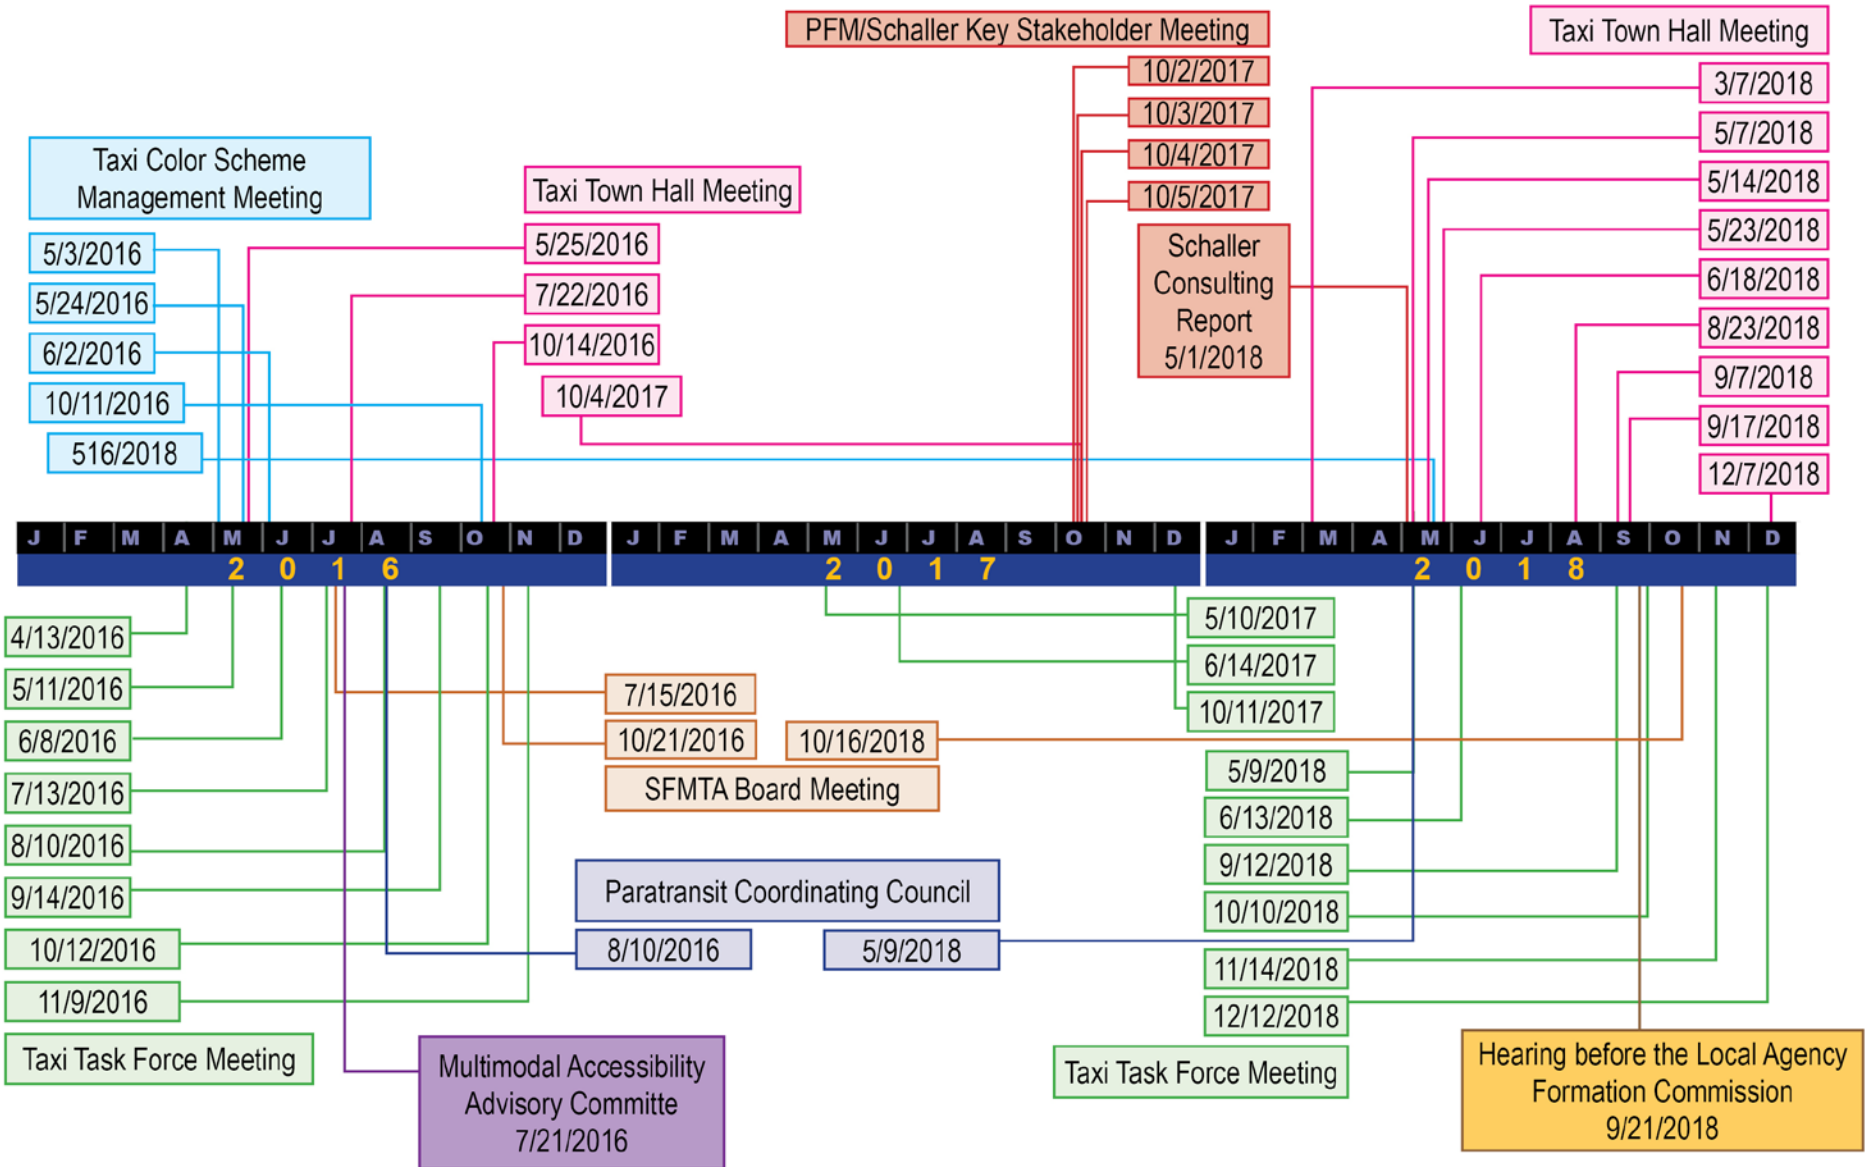 PFM/Schaller Key Stakeholder Meeting
10/2/2017
10/3/2017
10/4/2017
10/5/2017
Schaller
Consulting
Report
5/1/2018
Taxi Town Hall Meeting
3/7/2018
5/7/2018
5/14/2018
5/23/2018
6/18/2018
8/23/2018
9/7/2018
9/17/2018
12/7/2018
Taxi Color Scheme
Management Meeting
5/3/2016
5/24/2016
6/2/2016
10/11/2016
516/2018
Taxi Town Hall Meeting
5/25/2016
7/22/2016
10/14/2016
10/4/2017
J F M A M J J A S O N D J F M A M J J A S O N D J F M A M J J A S O N D
2 0 1 6 2 0 1 7 2 0 1 8
4/13/2016
5/11/2016
6/8/2016
7/13/2016
8/10/2016
9/14/2016
10/12/2016
11/9/2016
Taxi Task Force Meeting
7/15/2016
10/21/2016
10/16/2018
SFMTA Board Meeting
Paratransit Coordinating Council
8/10/2016
5/9/2018
Multimodal Accessibility
Advisory Committe
7/21/2016
5/10/2017
6/14/2017
10/11/2017
5/9/2018
6/13/2018
9/12/2018
10/10/2018
11/14/2018
12/12/2018
Taxi Task Force Meeting
Hearing before the Local Agency
Formation Commission
9/21/2018